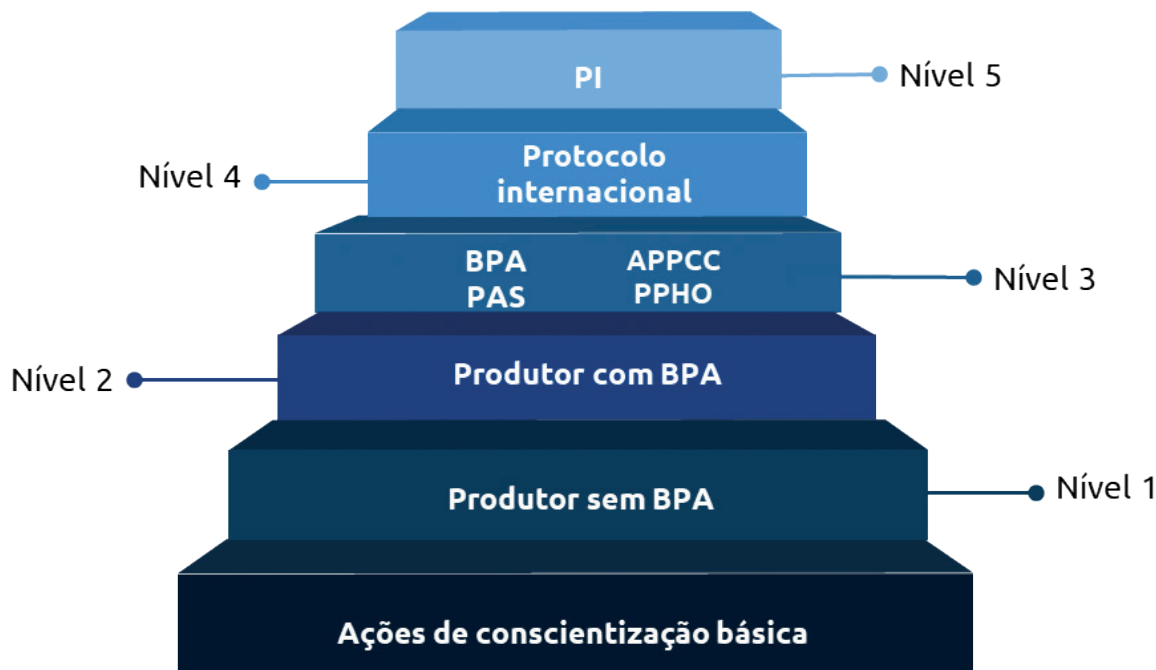 PI
Nível 5
Protocolo
internacional
Nível 4
BPA APPCC
PAS PPHO
Nível 3
Produtor com BPA
Nível 2
Produtor sem BPA
Nível 1
Ações de conscientização básica